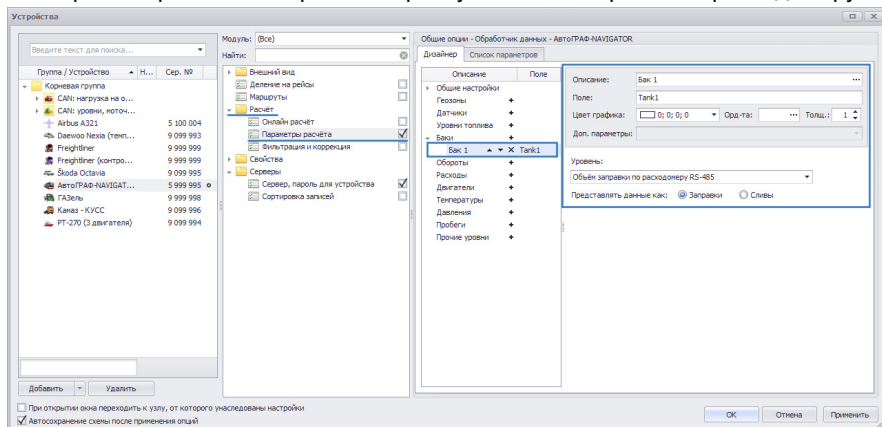 Устройства
Введите текст для поиска...
Группа / Устройство Н... Сер. №
Корневая группа
CAN: нагрузка на о...
CAN: уровни, моточ...
Airbus A321 5 100 004
Daewoo Nexia (темп... 9 099 993
Freightliner 9 999 999
Freightliner (контро... 9 999 999
Škoda Octavia 9 099 995
АвтоГРАФ-NAVIGAT... 5 999 995
ГАЗель 9 999 998
Камаз - КУСС 9 099 996
РТ-270 (3 двигателя) 9 099 994
Добавить Удалить
При открытии окна переходить к узлу, от которого унаследованы настройки
Автосохранение схемы после применения опций
Модуль: (Все)
Найти:
Внешний вид
Деление на рейсы
Маршруты
Расчёт
Онлайн расчёт
Параметры расчёта
Фильтрация и коррекция
Свойства
Серверы
Сервер, пароль для устройства
Сортировка записей
Общие опции - Обработчик данных - АвтоГРАФ-NAVIGATOR
Дизайнер Список параметров
Описание Поле
Общие настройки
Геозоны +
Датчики +
Уровни топлива +
Баки +
Бак 1 Tank1
Обороты +
Расходы +
Двигатели +
Температуры +
Давления +
Пробеги +
Прочие уровни +
Описание: Бак 1 ...
Поле: Tank1
Цвет графика: 0; 0; 0; 0 Орд-та: ... Толщ.: 1
Доп. параметры:
Уровень:
Объём заправки по расходомеру RS-485
Представлять данные как: Заправки Сливы
OK Отмена Применить